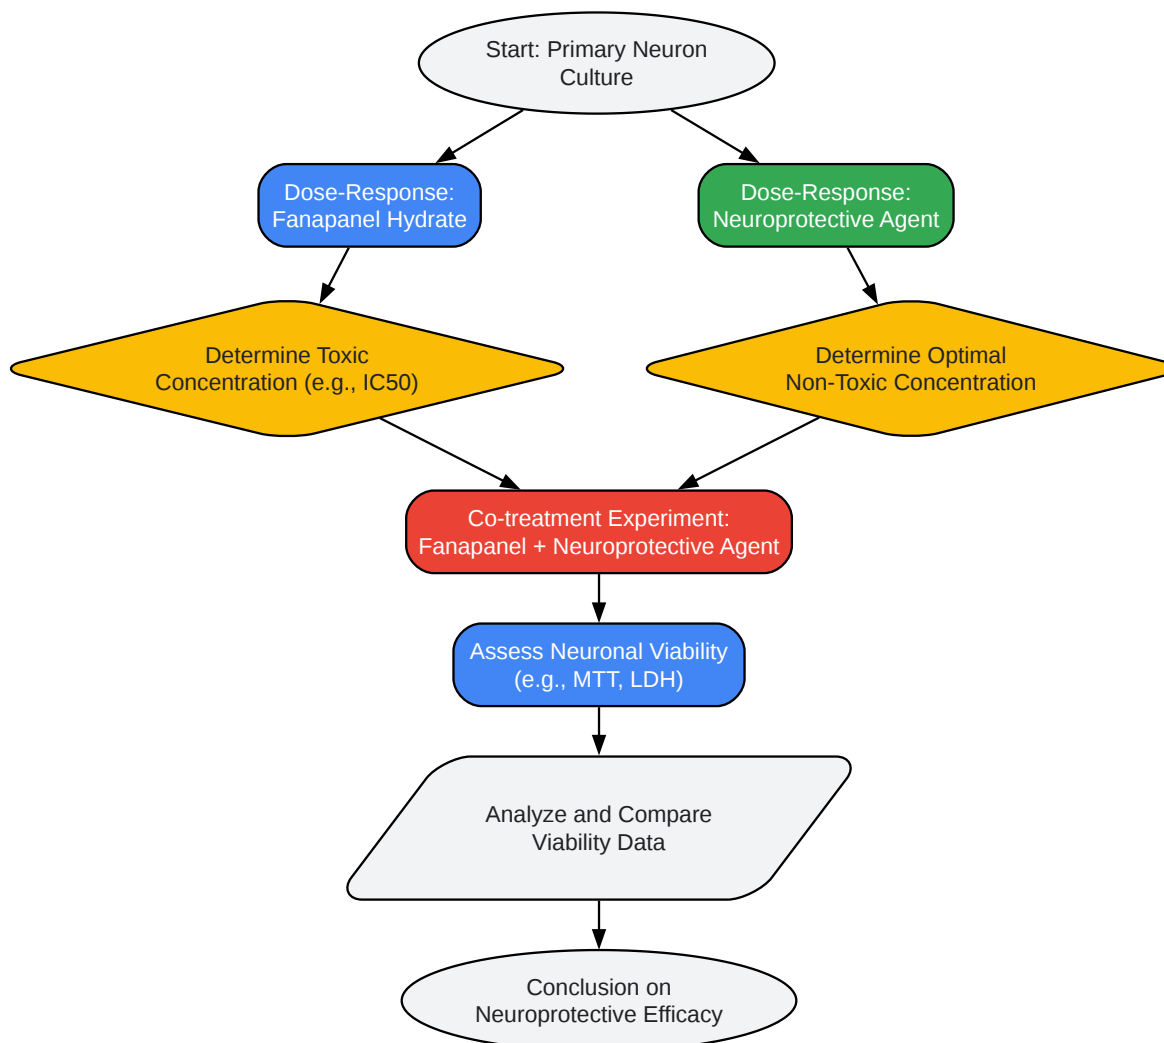 Start: Primary Neuron
Culture
Dose-Response:
Fanapanel Hydrate
Dose-Response:
Neuroprotective Agent
Determine Toxic
Concentration (e.g., IC50)
Determine Optimal
Non-Toxic Concentration
Co-treatment Experiment:
Fanapanel + Neuroprotective Agent
Assess Neuronal Viability
(e.g., MTT, LDH)
Analyze and Compare
Viability Data
Conclusion on
Neuroprotective Efficacy